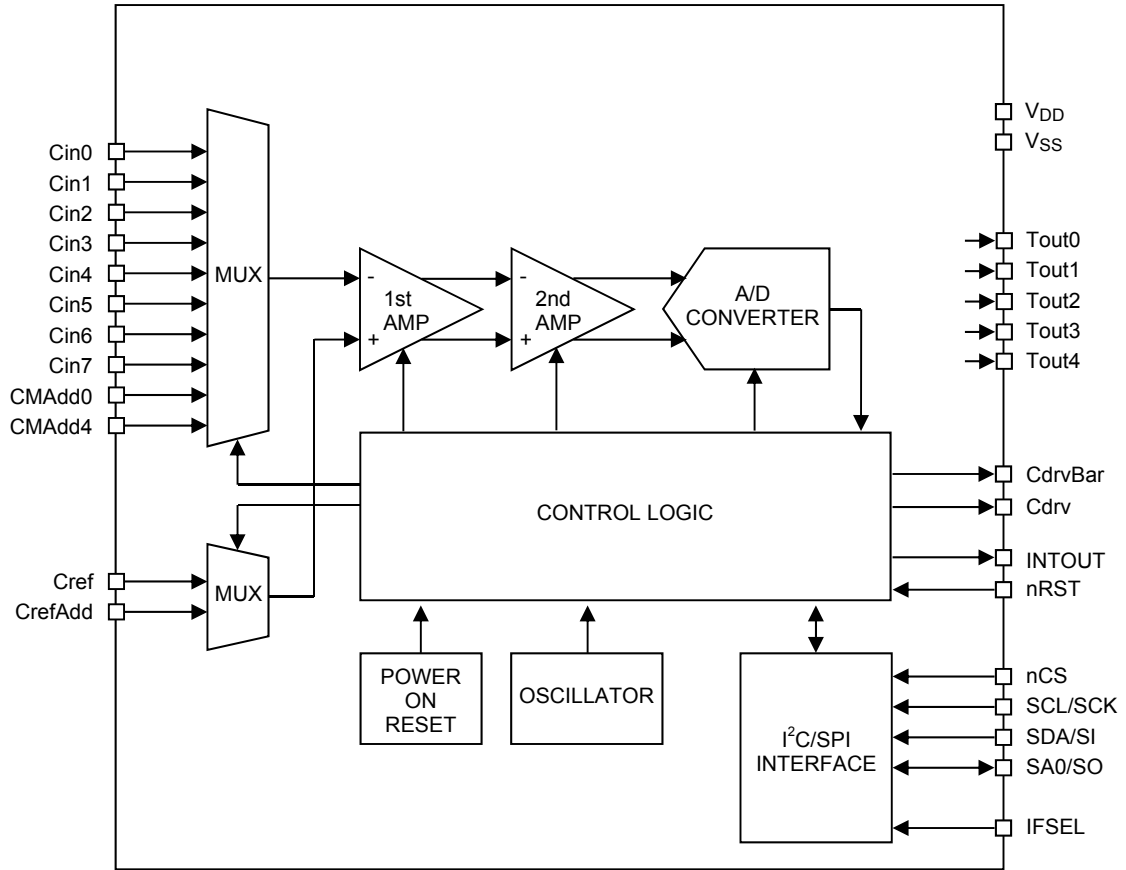 Cin0
Cin1
Cin2
Cin3
Cin4
Cin5
Cin6
Cin7
CMAdd0
CMAdd4
Cref
CrefAdd
MUX
MUX
-
1st
AMP
+
-
2nd
AMP
+
A/D
CONVERTER
CONTROL LOGIC
POWER
ON
RESET
OSCILLATOR
I²C/SPI
INTERFACE
VDD
VSS
Tout0
Tout1
Tout2
Tout3
Tout4
CdrvBar
Cdrv
INTOUT
nRST
nCS
SCL/SCK
SDA/SI
SA0/SO
IFSEL